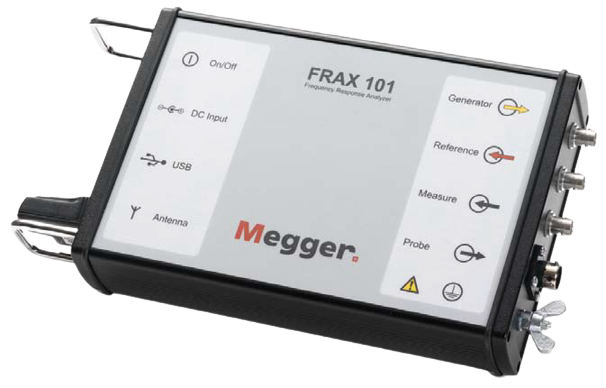 On/Off
DC Input
USB
Antenna
FRAX 101
Frequency Response Analyzer
Megger.
Generator
Reference
Measure
Probe